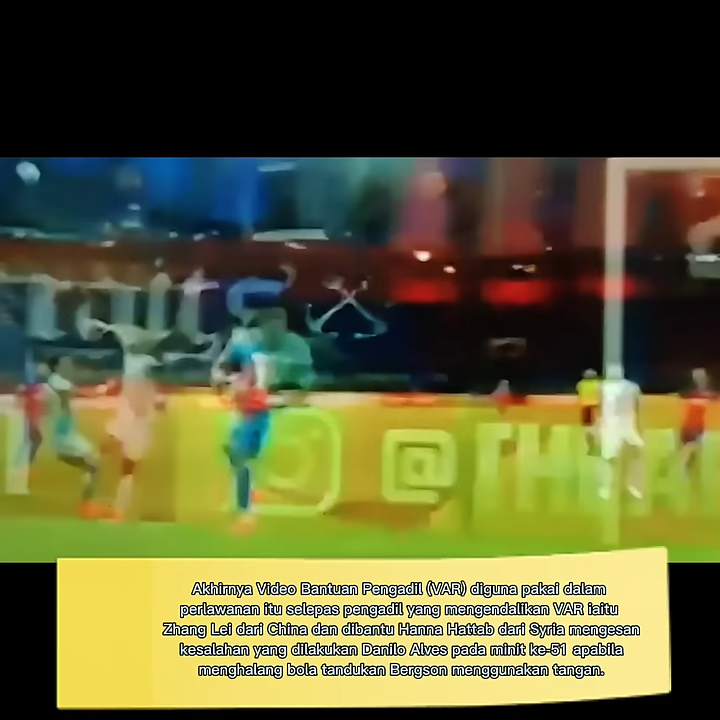 @THEA
Akhirnya Video Bantuan Pengadil (VAR) diguna pakai dalam
perlawanan itu selepas pengadil yang mengendalikan VAR iaitu
Zhang Lei dari China dan dibantu Hanna Hattab dari Syria mengesan
kesalahan yang dilakukan Danilo Alves pada minit ke-51 apabila
menghalang bola tandukan Bergson menggunakan tangan.